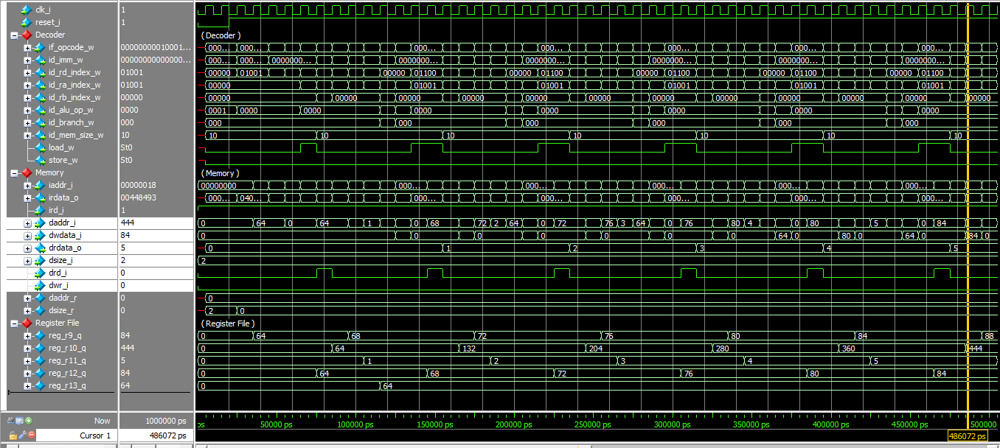 clk_i 1
reset_i 1
Decoder (Decoder)
if_opcode_w 00000000010001... 000... 000... 000... 000... 000... 000... 000... 000...
id_imm_w 00000000000000... 000... 000... 0000000... 0000000... 0000000... 0000000... 0000000... 0000000...
id_rd_index_w 01001 00000 01001 00000 01100 00000 01100 00000 01100 00000 01100 00000 01100
id_ra_index_w 01001 00000 01001 01001 01001 01001 01001
id_rb_index_w 00000 00000 00000 00000 00000 00000 00000 00000 00000 00000 00000 00000 00000
id_alu_op_w 0000 0001 0000 0000 0000 0000 0000 0000 0000
id_branch_w 000 000 000 000 000 000 000
id_mem_size_w 10 10 10 10 10 10 10 10
load_w St0
store_w St0
Memory (Memory)
iaddr_i 00000018 00000000 000... 000... 000... 000... 000...
irdata_o 00448493 000... 040... 000... 000... 000... 000... 000...
ird_i 1
daddr_i 444 0 64 0 64 1 0 68 72 2 64 0 72 76 3 64 0 76 80 4 0 80 5 0 84
dwdata_i 84 0 0 0 0 0 0 0 64 0 80 0 64 0 84 0
drdata_o 5 0 1 2 3 4 5
dsize_i 2 2
drd_i 0
dwr_i 0
daddr_r 0 0
dsize_r 0 2 0
Register File (Register File)
reg_r9_q 84 0 64 68 72 76 80 84 88
reg_r10_q 444 0 64 132 204 280 360 444
reg_r11_q 5 0 1 2 3 4 5
reg_r12_q 84 0 64 68 72 76 80 84
reg_r13_q 64 0 64
Now 1000000 ps ps 50000 ps 100000 ps 150000 ps 200000 ps 250000 ps 300000 ps 350000 ps 400000 ps 450000 ps 500000
Cursor 1 486072 ps 486072 ps